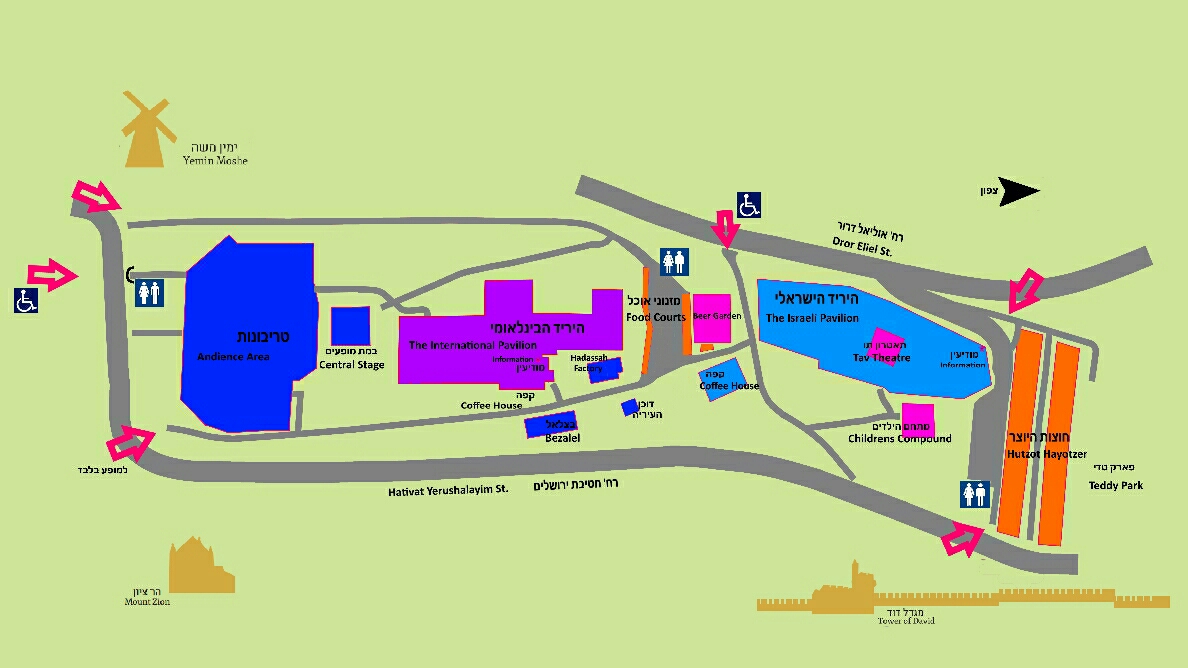 ימין משה
Yemin Moshe
צפון
רח' אוליאל דרור
Dror Eliel St.
היריד הישראלי
The Israeli Pavilion
תאטרון תו
Tav Theatre
מודיעין
Information
מזנוני אוכל
Food Courts
Beer Garden
היריד הבינלאומי
The International Pavilion
Information
מודיעין
Hadassah
Factory
טריבונות
Andience Area
במת מופעים
Central Stage
קפה
Coffee House
קפה
Coffee House
דוכן
העיריה
בצלאל
Bezalel
מתחם הילדים
Childrens Compound
חוצות היוצר
Hutzot Hayotzer
פארק טדי
Teddy Park
למופע בלבד
Hativat Yerushalayim St.
רח' חטיבת ירושלים
הר ציון
Mount Zion
מגדל דוד
Tower of David